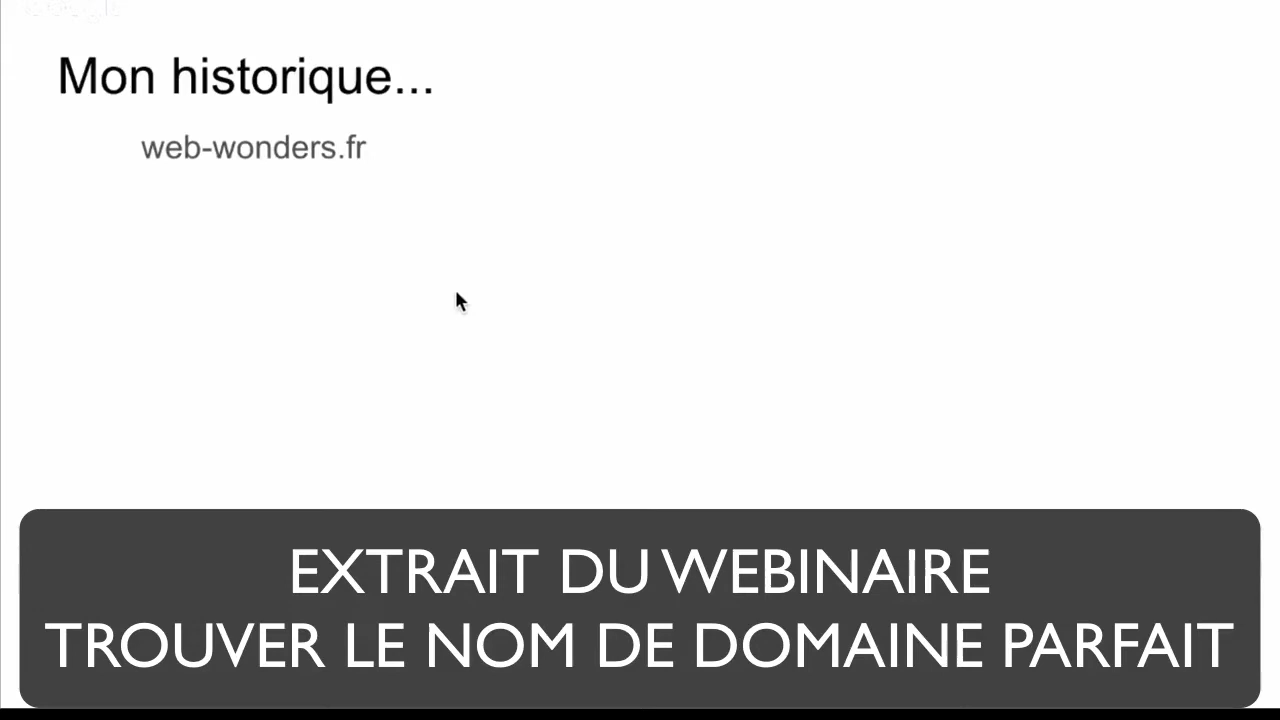 Mon historique...
web-wonders.fr
EXTRAIT DU WEBINAIRE
TROUVER LE NOM DE DOMAINE PARFAIT